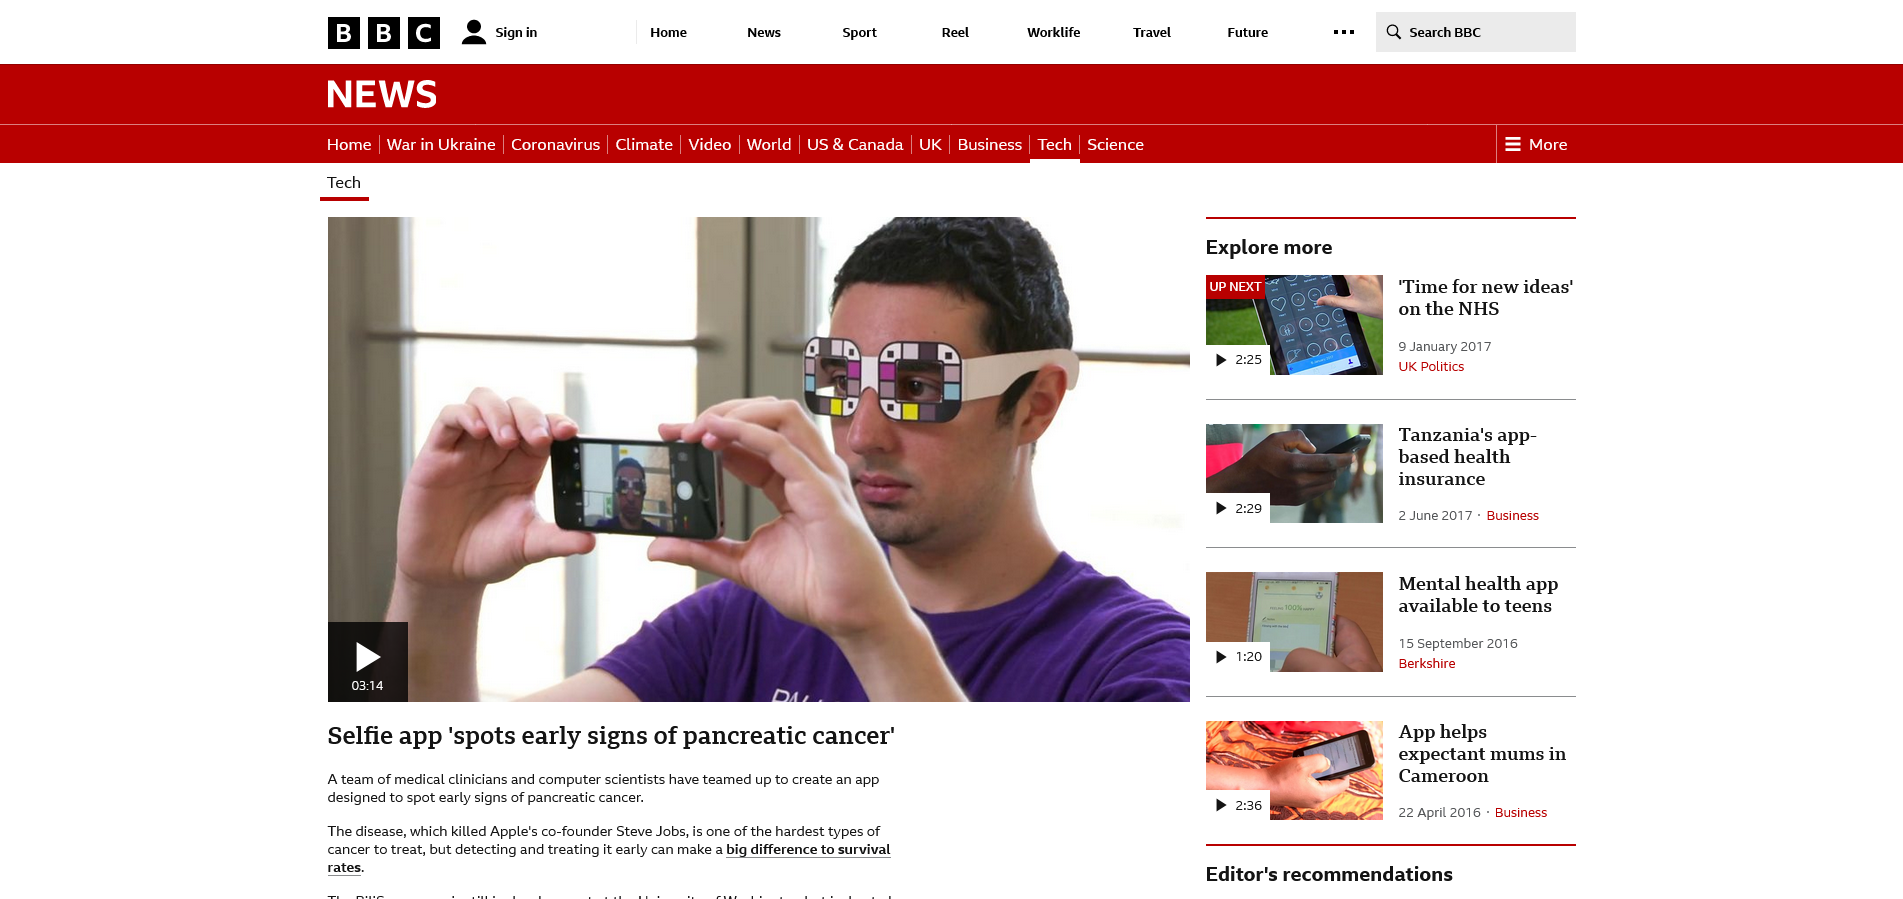 BBC
Sign in
Home
News
Sport
Reel
Worklife
Travel
Future
Search BBC
NEWS
Home
War in Ukraine
Coronavirus
Climate
Video
World
US & Canada
UK
Business
Tech
Science
More
Tech
03:14
Selfie app 'spots early signs of pancreatic cancer'
A team of medical clinicians and computer scientists have teamed up to create an app
designed to spot early signs of pancreatic cancer.
The disease, which killed Apple's co-founder Steve Jobs, is one of the hardest types of
cancer to treat, but detecting and treating it early can make a big difference to survival
rates.
Explore more
UP NEXT
2:25
'Time for new ideas'
on the NHS
9 January 2017
UK Politics
2:29
Tanzania's app-
based health
insurance
2 June 2017 · Business
1:20
Mental health app
available to teens
15 September 2016
Berkshire
2:36
App helps
expectant mums in
Cameroon
22 April 2016 · Business
Editor's recommendations